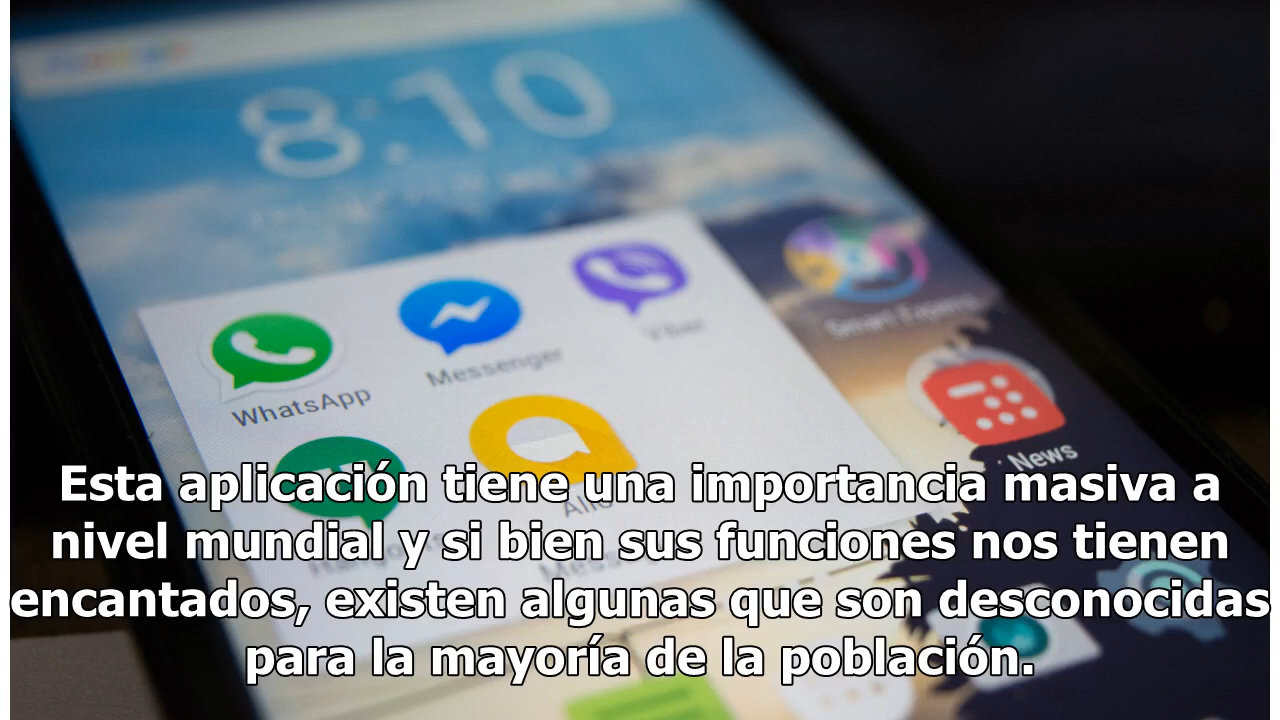 8:10
WhatsApp
Messenger
Viber
Allo
News
Esta aplicación tiene una importancia masiva a
nivel mundial y si bien sus funciones nos tienen
encantados, existen algunas que son desconocidas
para la mayoría de la población.